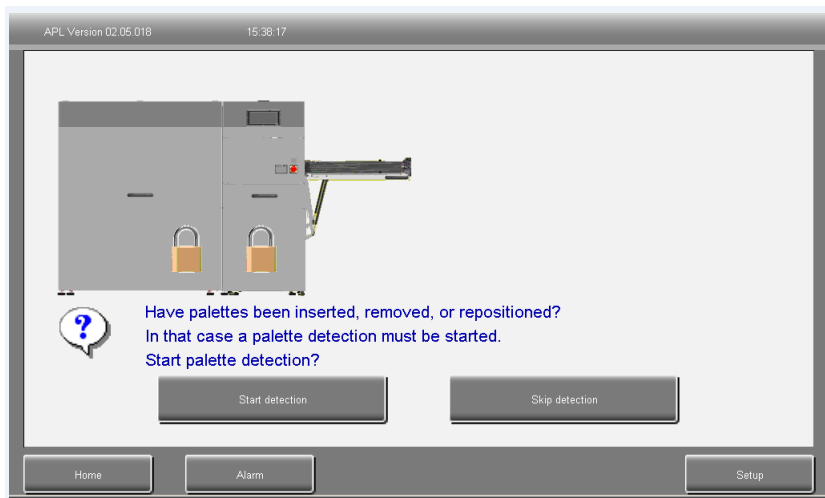 APL Version 02.05.018 15:38:17
?
Have palettes been inserted, removed, or repositioned?
In that case a palette detection must be started.
Start palette detection?
Start detection Skip detection
Home Alarm Setup